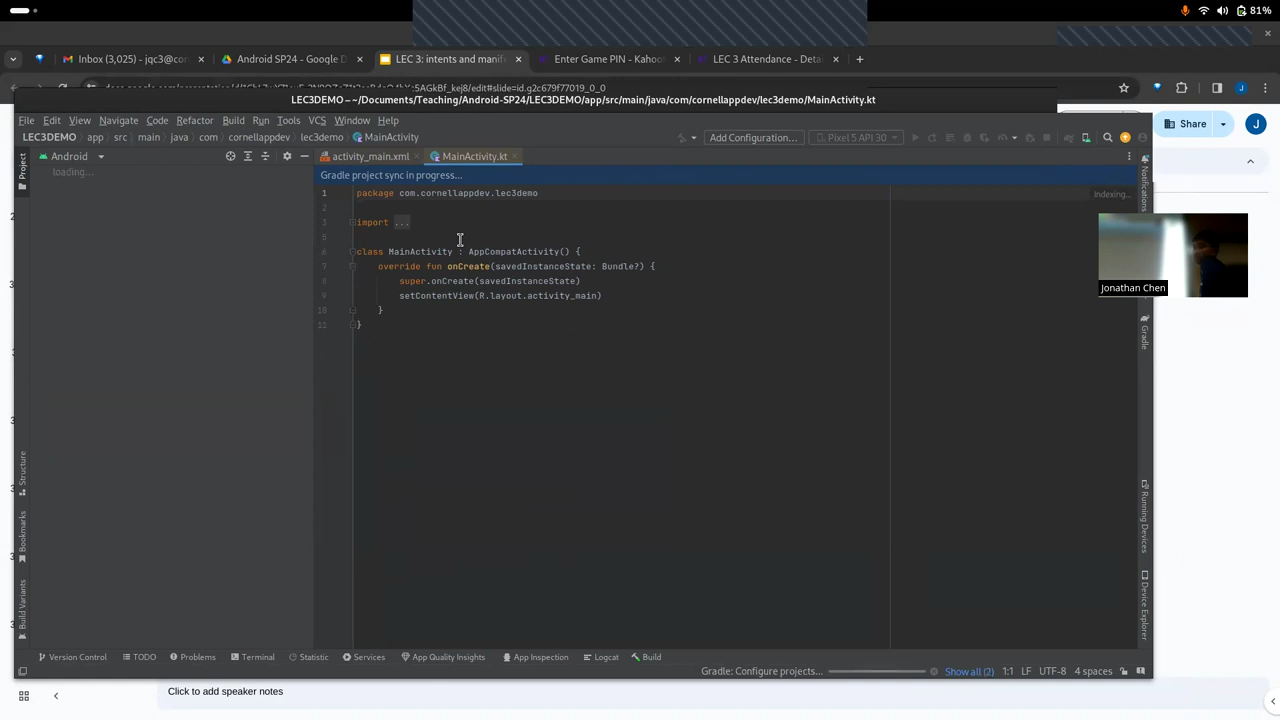 81%
Inbox (3,025) - jqc3@cor
Android SP24 - Google D
LEC 3: intents and manif
Enter Game PIN - Kahoo
LEC 3 Attendance - Deta
5AGkBf_kej8/edit#slide=id.g2c679f77019_0_0
LEC3DEMO – ~/Documents/Teaching/Android-SP24/LEC3DEMO/app/src/main/java/com/cornellappdev/lec3demo/MainActivity.kt
File Edit View Navigate Code Refactor Build Run Tools VCS Window Help
Share
J
LEC3DEMO app src main java com cornellappdev lec3demo MainActivity
Add Configuration...
Pixel 5 API 30
Project
Android
loading...
activity_main.xml
MainActivity.kt
Notifications
Gradle project sync in progress...
1 package com.cornellappdev.lec3demo
Indexing...
2
3 import ...
5
6 class MainActivity : AppCompatActivity() {
7 override fun onCreate(savedInstanceState: Bundle?) {
8 super.onCreate(savedInstanceState)
9 setContentView(R.layout.activity_main)
10 }
11 }
Jonathan Chen
Gradle
Structure
Bookmarks
Build Variants
Running Devices
Device Explorer
Version Control TODO Problems Terminal Statistic Services App Quality Insights App Inspection Logcat Build
Gradle: Configure projects...
Show all (2)
1:1 LF UTF-8 4 spaces
Click to add speaker notes